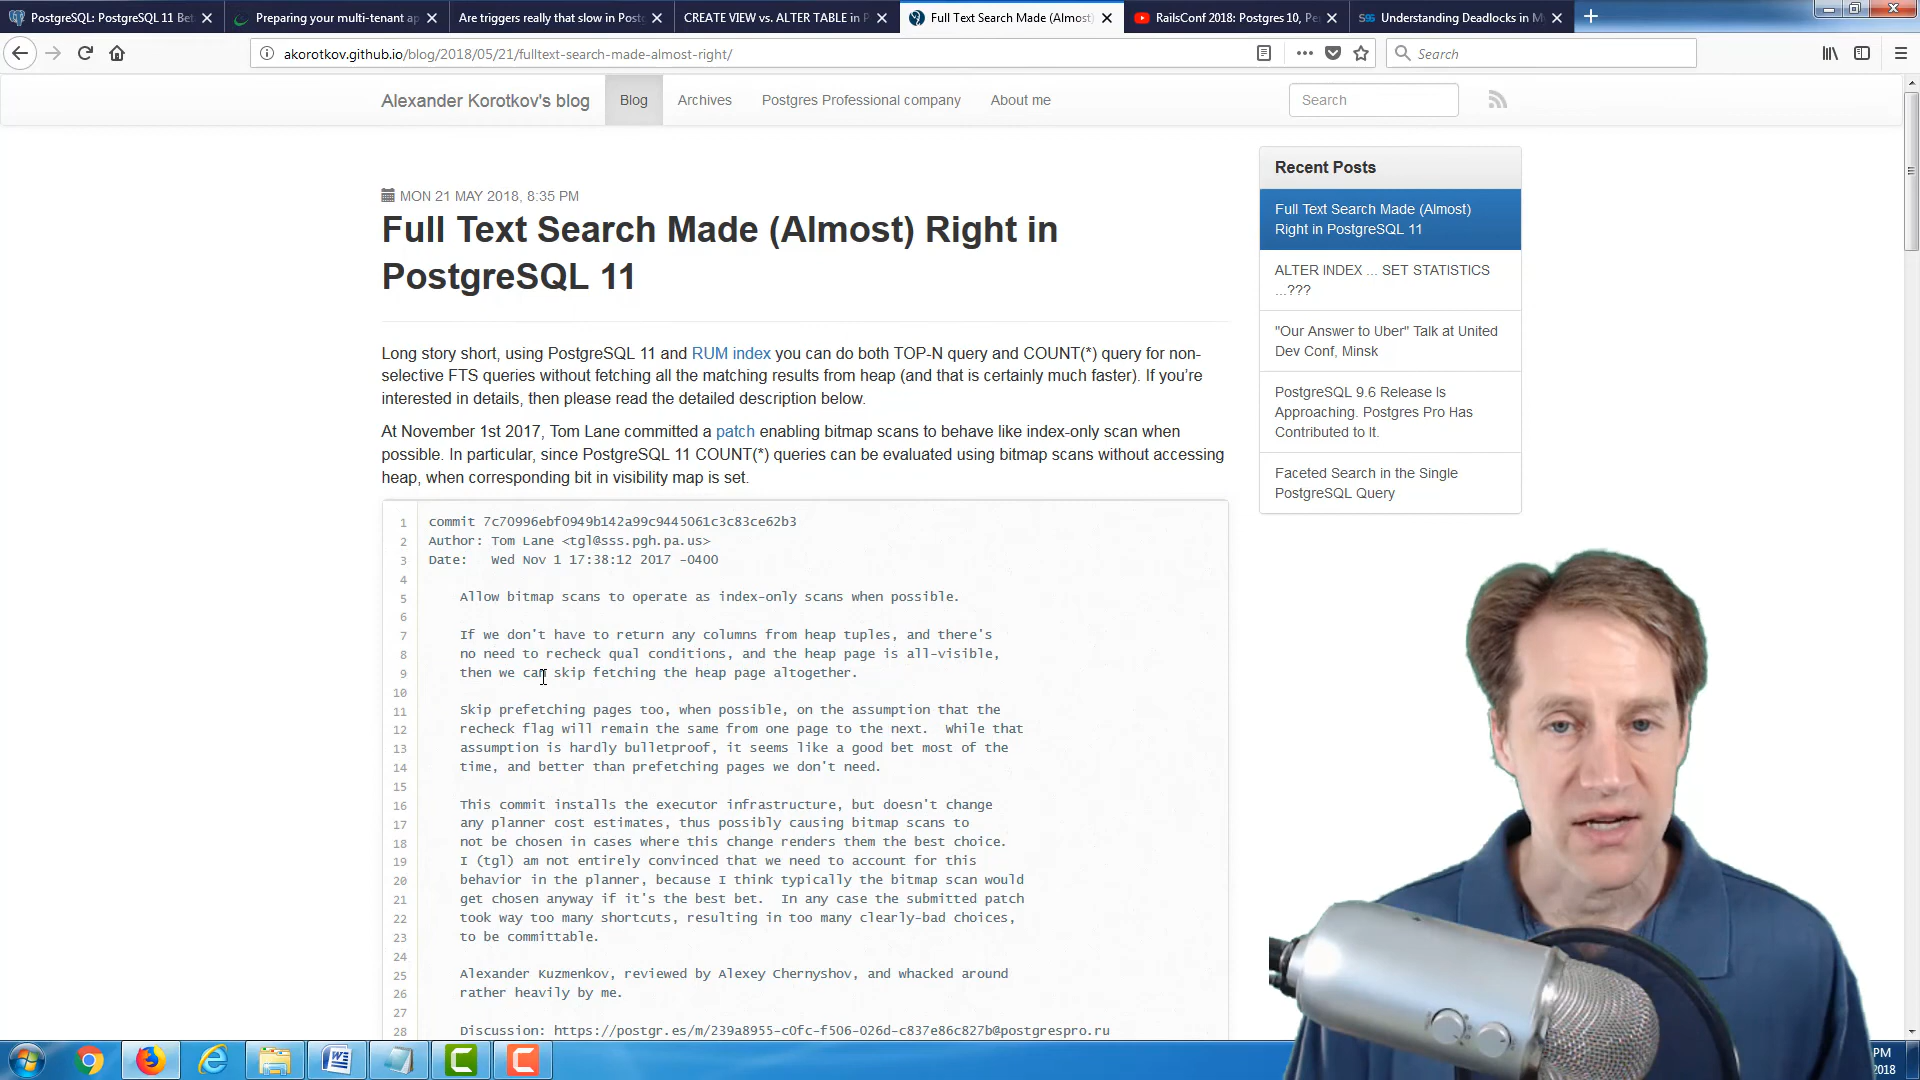 PostgreSQL: PostgreSQL 11 Bet
Preparing your multi-tenant ap
Are triggers really that slow in Post
CREATE VIEW vs. ALTER TABLE in P
Full Text Search Made (Almost)
RailsConf 2018: Postgres 10, Pe
Understanding Deadlocks in M
akorotkov.github.io/blog/2018/05/21/fulltext-search-made-almost-right/
Search
Alexander Korotkov's blog
Blog
Archives
Postgres Professional company
About me
Search
MON 21 MAY 2018, 8:35 PM
Full Text Search Made (Almost) Right in
PostgreSQL 11
Long story short, using PostgreSQL 11 and RUM index you can do both TOP-N query and COUNT(*) query for non-
selective FTS queries without fetching all the matching results from heap (and that is certainly much faster). If you're
interested in details, then please read the detailed description below.
At November 1st 2017, Tom Lane committed a patch enabling bitmap scans to behave like index-only scan when
possible. In particular, since PostgreSQL 11 COUNT(*) queries can be evaluated using bitmap scans without accessing
heap, when corresponding bit in visibility map is set.
1 commit 7c70996ebf0949b142a99c9445061c3c83ce62b3
2 Author: Tom Lane <tgl@sss.pgh.pa.us>
3 Date: Wed Nov 1 17:38:12 2017 -0400
4
5 Allow bitmap scans to operate as index-only scans when possible.
6
7 If we don't have to return any columns from heap tuples, and there's
8 no need to recheck qual conditions, and the heap page is all-visible,
9 then we can skip fetching the heap page altogether.
10
11 Skip prefetching pages too, when possible, on the assumption that the
12 recheck flag will remain the same from one page to the next. While that
13 assumption is hardly bulletproof, it seems like a good bet most of the
14 time, and better than prefetching pages we don't need.
15
16 This commit installs the executor infrastructure, but doesn't change
17 any planner cost estimates, thus possibly causing bitmap scans to
18 not be chosen in cases where this change renders them the best choice.
19 I (tgl) am not entirely convinced that we need to account for this
20 behavior in the planner, because I think typically the bitmap scan would
21 get chosen anyway if it's the best bet. In any case the submitted patch
22 took way too many shortcuts, resulting in too many clearly-bad choices,
23 to be committable.
24
25 Alexander Kuzmenkov, reviewed by Alexey Chernyshov, and whacked around
26 rather heavily by me.
27
28 Discussion: https://postgr.es/m/239a8955-c0fc-f506-026d-c837e86c827b@postgrespro.ru
Recent Posts
Full Text Search Made (Almost)
Right in PostgreSQL 11
ALTER INDEX ... SET STATISTICS
...???
"Our Answer to Uber" Talk at United
Dev Conf, Minsk
PostgreSQL 9.6 Release Is
Approaching. Postgres Pro Has
Contributed to It.
Faceted Search in the Single
PostgreSQL Query
PM
2018